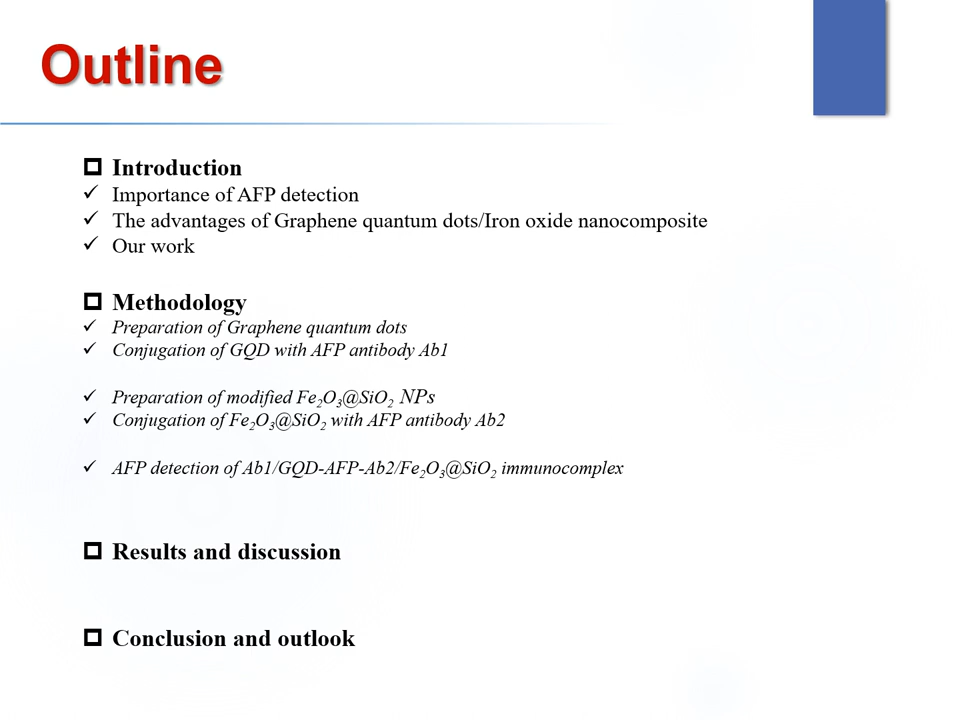 Outline
Introduction
Importance of AFP detection
The advantages of Graphene quantum dots/Iron oxide nanocomposite
Our work
Methodology
Preparation of Graphene quantum dots
Conjugation of GQD with AFP antibody Ab1
Preparation of modified Fe₂O₃@SiO₂ NPs
Conjugation of Fe₂O₃@SiO₂ with AFP antibody Ab2
AFP detection of Ab1/GQD-AFP-Ab2/Fe₂O₃@SiO₂ immunocomplex
Results and discussion
Conclusion and outlook